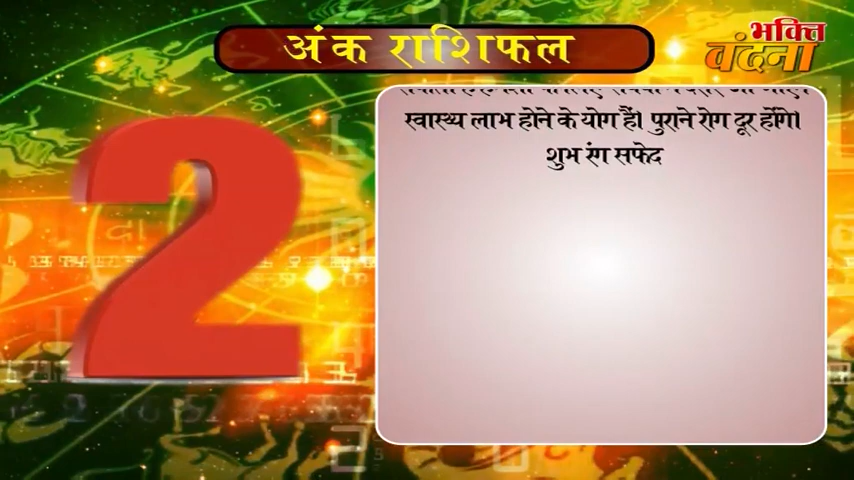 अंक राशिफल
भक्ति
वंदना
2
स्वास्थ्य लाभ होने के योग हैं। पुराने रोग दूर होंगे।
शुभ रंग सफेद